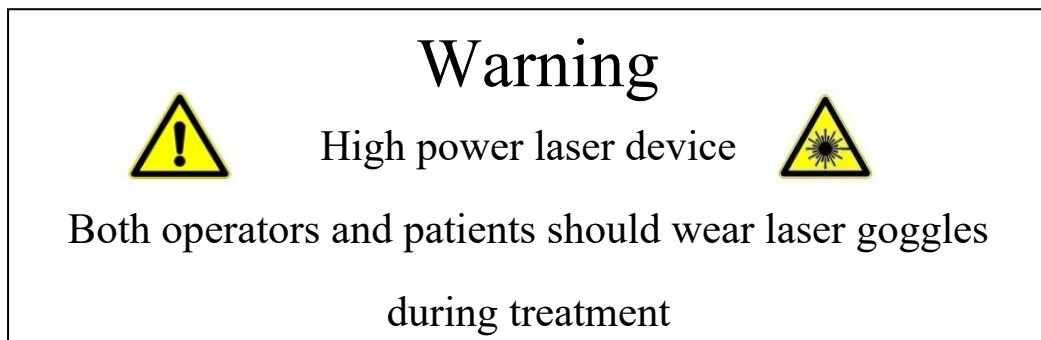 Warning
High power laser device
Both operators and patients should wear laser goggles
during treatment